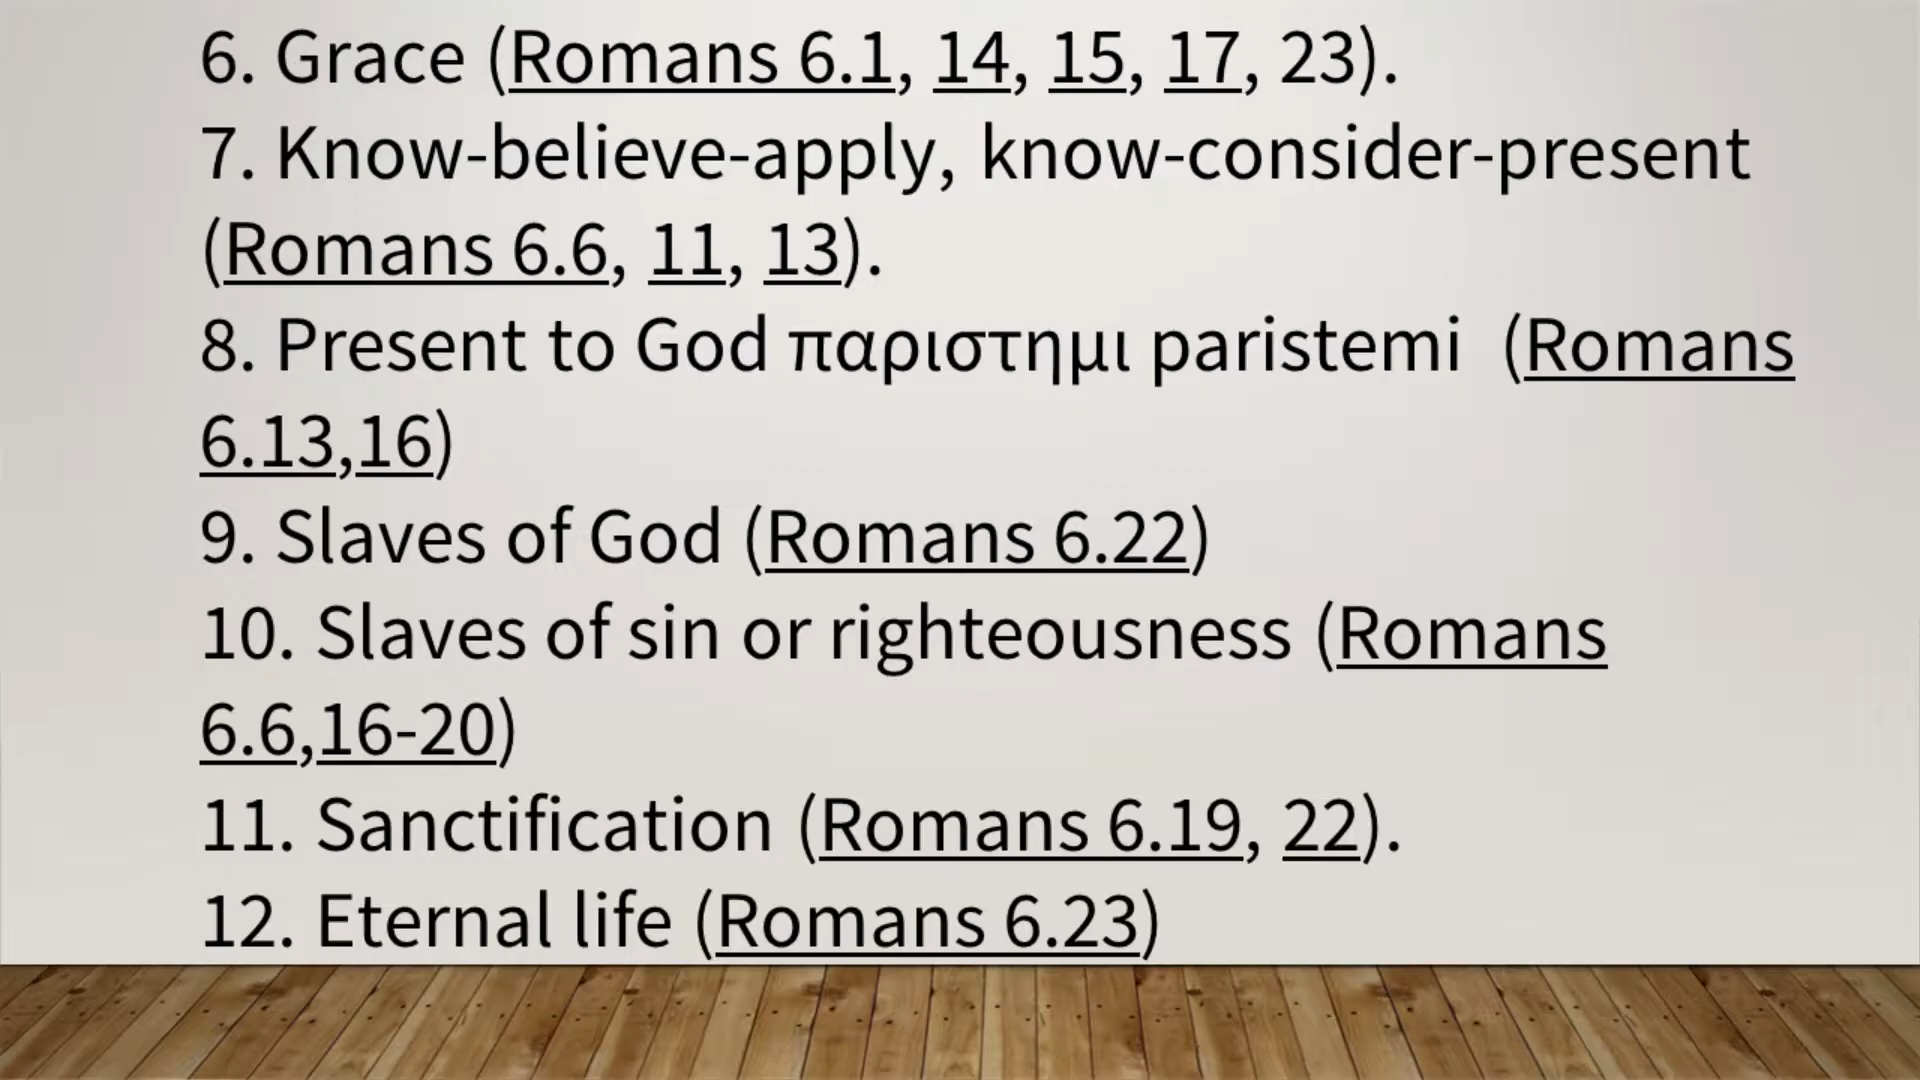 6. Grace (Romans 6.1, 14, 15, 17, 23).
7. Know-believe-apply, know-consider-present
(Romans 6.6, 11, 13).
8. Present to God παριστημι paristemi  (Romans
6.13,16)
9. Slaves of God (Romans 6.22)
10. Slaves of sin or righteousness (Romans
6.6,16-20)
11. Sanctification (Romans 6.19, 22).
12. Eternal life (Romans 6.23)